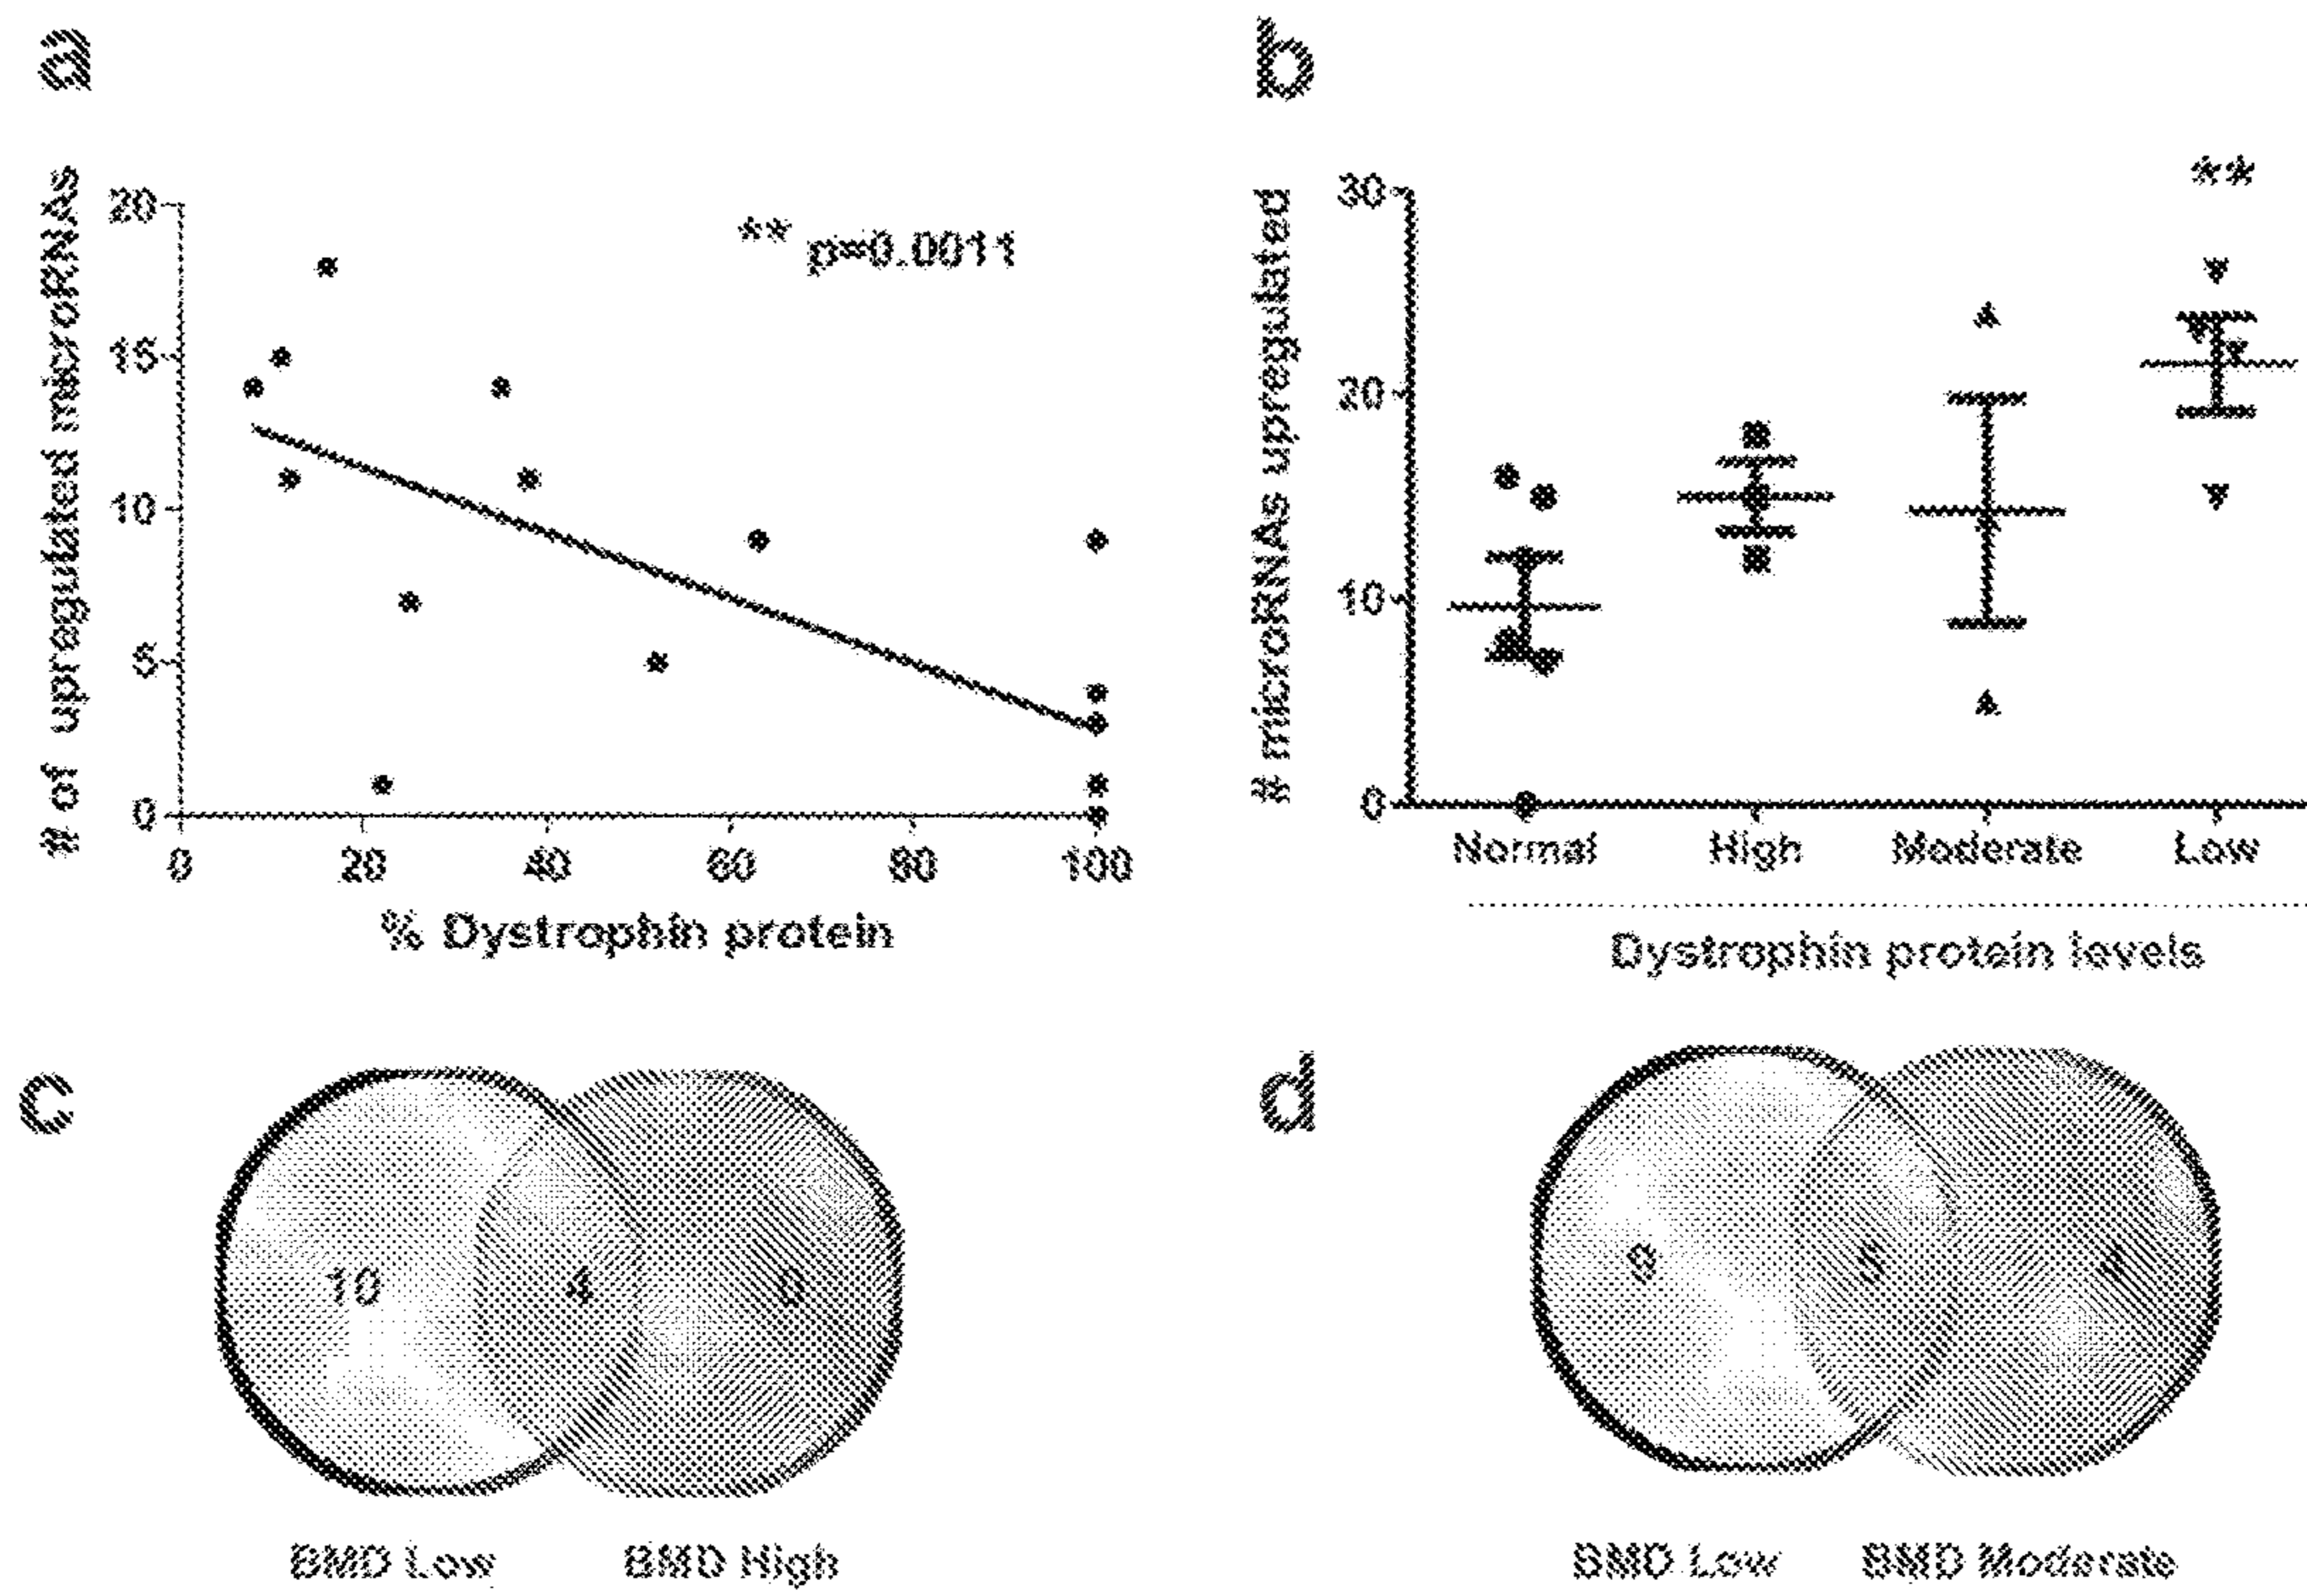 a
# of upregulated microRNAs
20
15
10
5
0
** p=0.0011
0 20 40 60 80 100
% Dystrophin protein
b
# microRNAs upregulated
30
20
10
0
**
Normal High Moderate Low
Dystrophin protein levels
c
10 4 0
BMD Low BMD High
d
BMD Low BMD Moderate